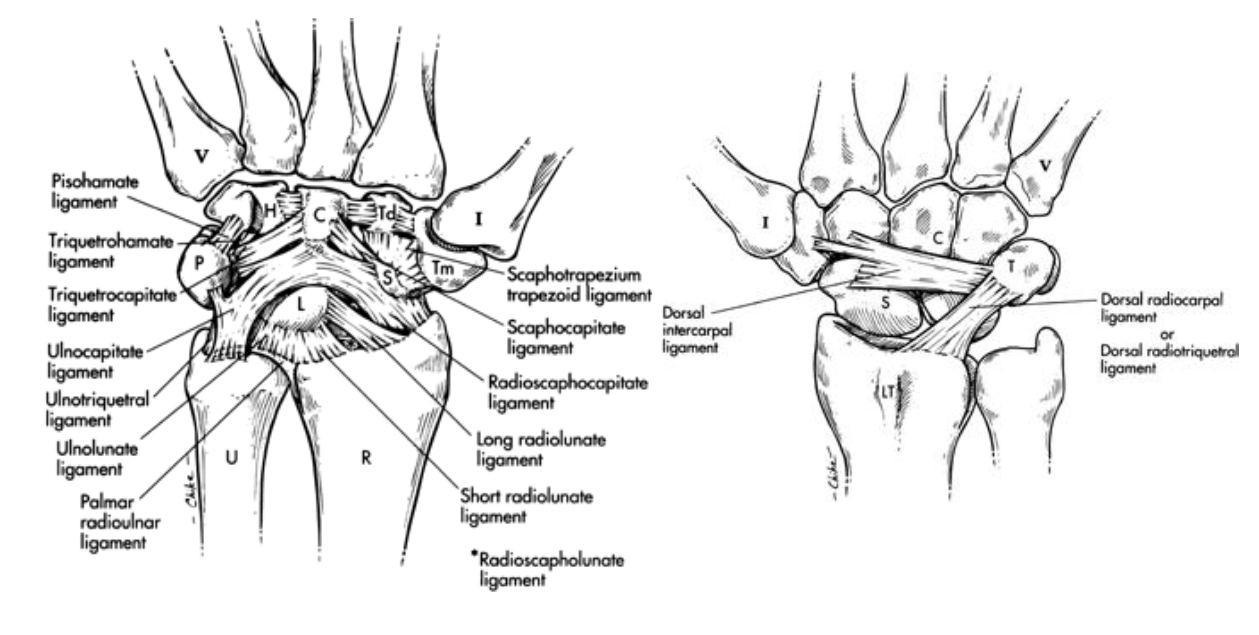 Pisohamate
ligament
Triquetrohamate
ligament
Triquetrocapitate
ligament
Ulnocapitate
ligament
Ulnotriquetral
ligament
Ulnolunate
ligament
Palmar
radioulnar
ligament
V
H
C
Td
I
P
S
Tm
L
U
R
Chike
Scaphotrapezium
trapezoid ligament
Scaphocapitate
ligament
Radioscaphocapitate
ligament
Long radiolunate
ligament
Short radiolunate
ligament
*Radioscapholunate
ligament
V
I
C
T
S
LT
Chike
Dorsal
intercarpal
ligament
Dorsal radiocarpal
ligament
or
Dorsal radiotriquetral
ligament